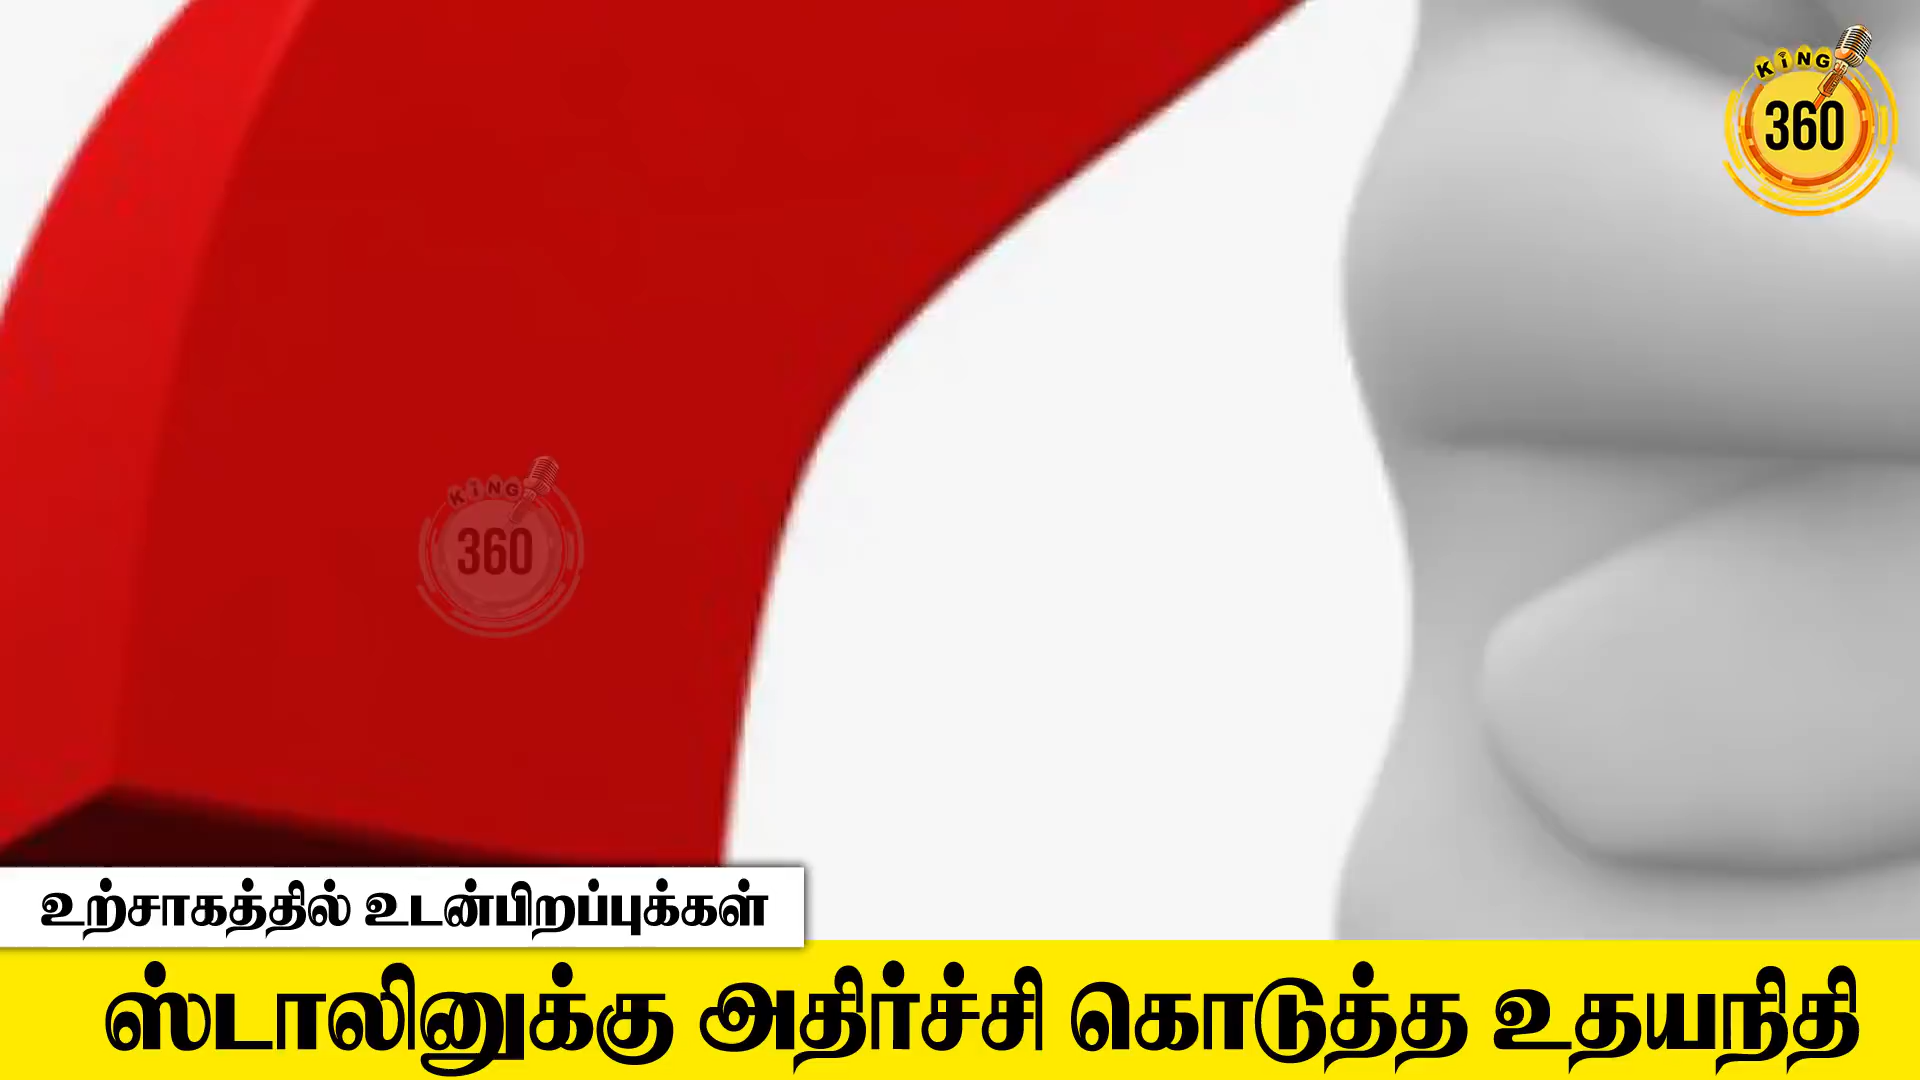 KiNG
360
KiNG
360
உற்சாகத்தில் உடன்பிறப்புக்கள்
ஸ்டாலினுக்கு அதிர்ச்சி கொடுத்த உதயநிதி